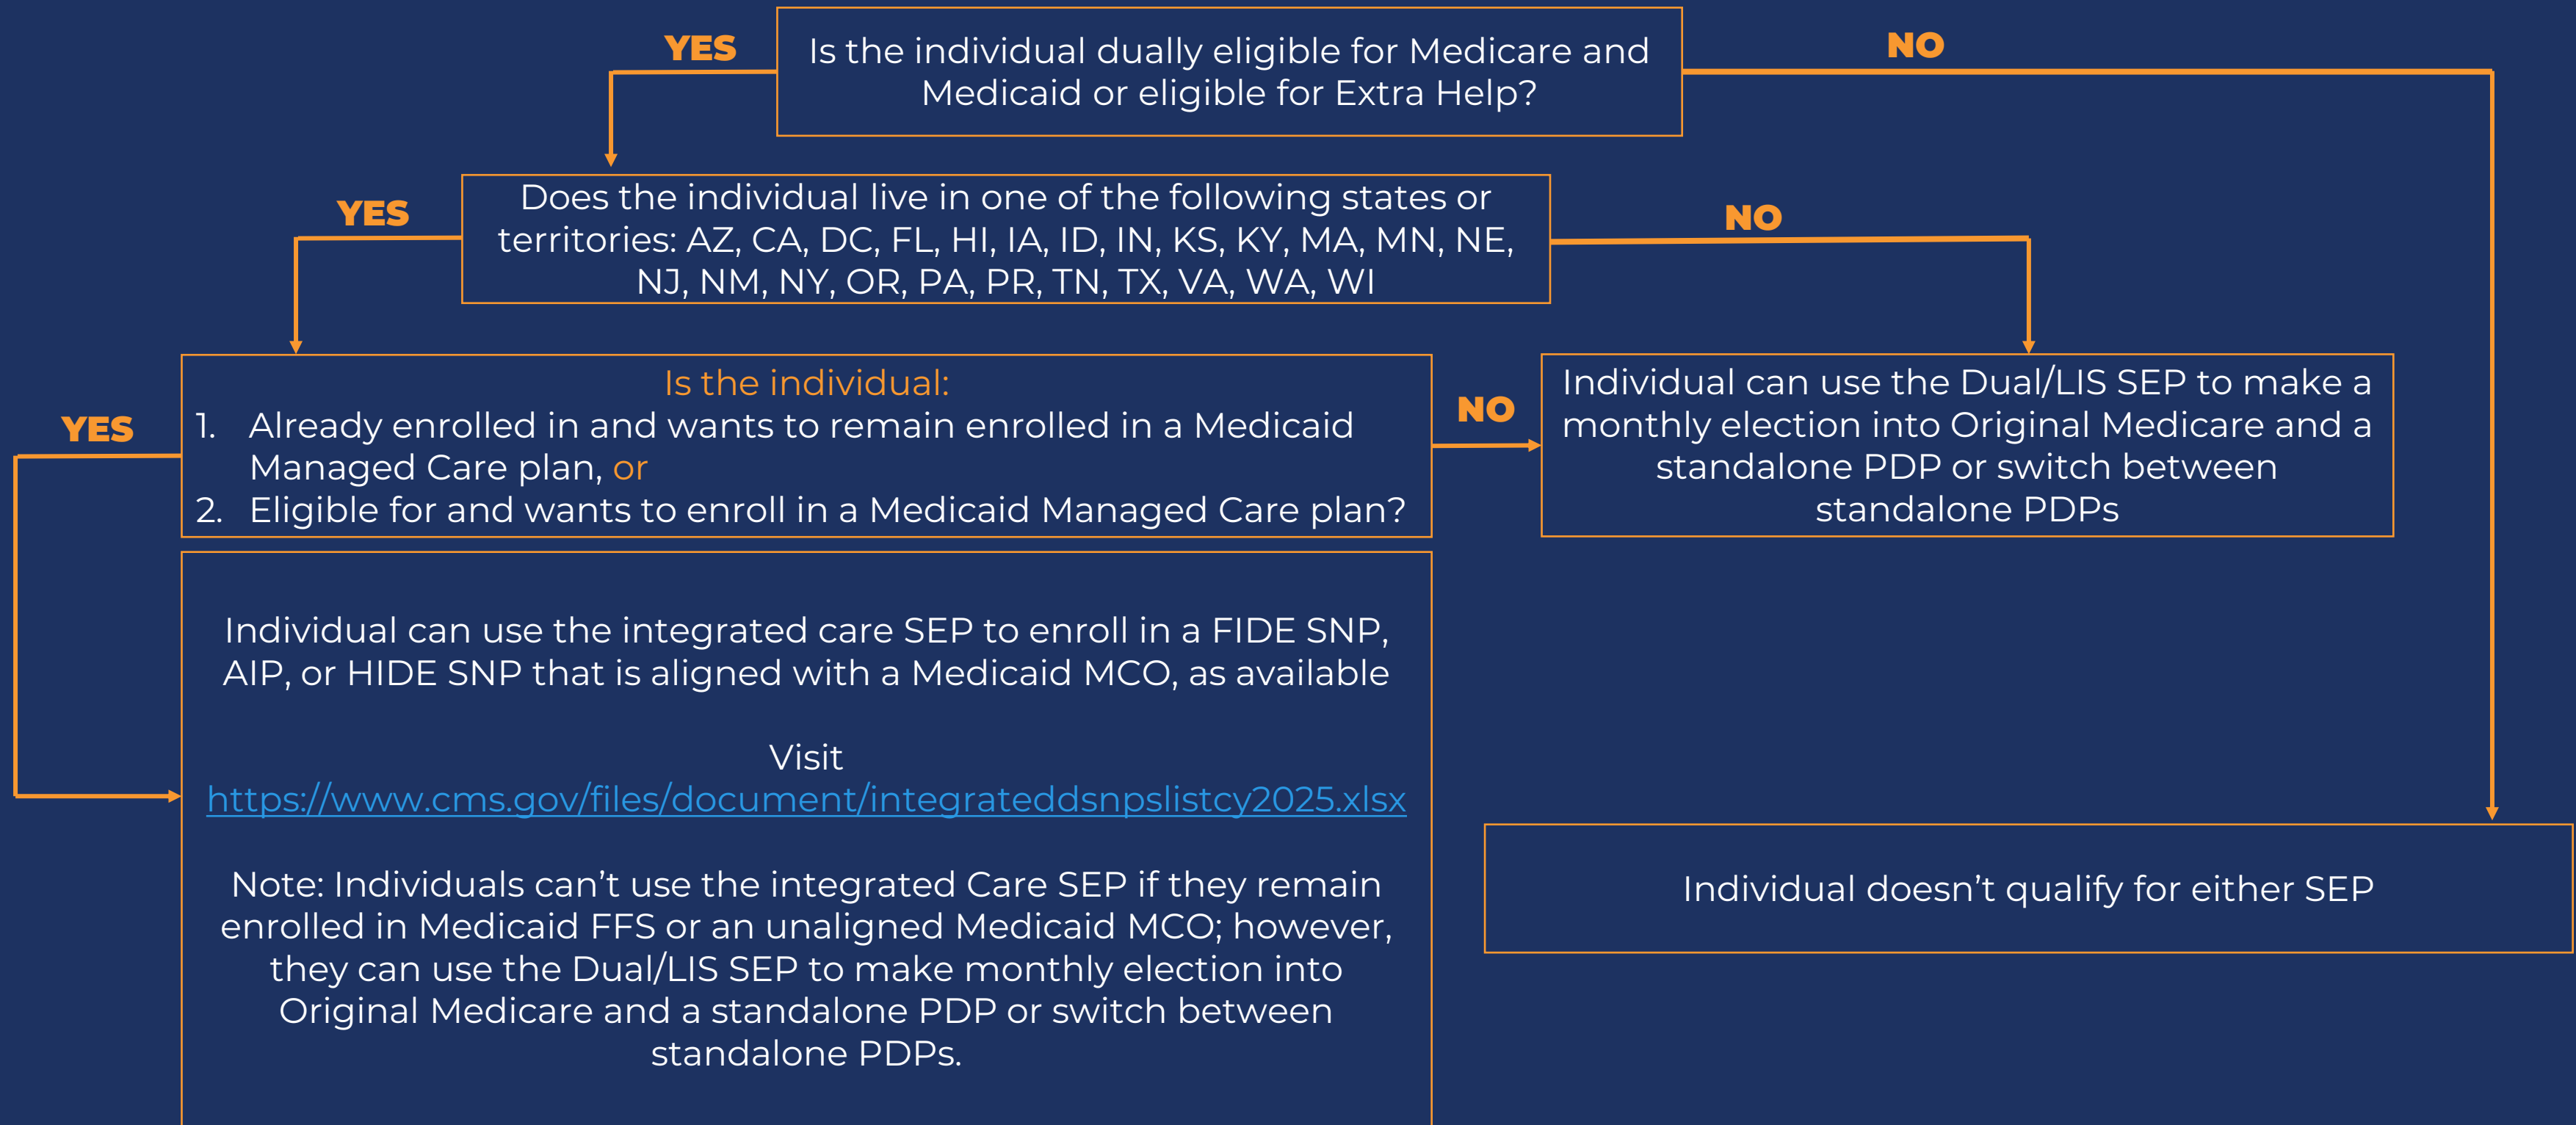 YES
Is the individual dually eligible for Medicare and
Medicaid or eligible for Extra Help?
NO
YES
Does the individual live in one of the following states or
territories: AZ, CA, DC, FL, HI, IA, ID, IN, KS, KY, MA, MN, NE,
NJ, NM, NY, OR, PA, PR, TN, TX, VA, WA, WI
NO
YES
Is the individual:
1. Already enrolled in and wants to remain enrolled in a Medicaid
Managed Care plan, or
2. Eligible for and wants to enroll in a Medicaid Managed Care plan?
NO
Individual can use the Dual/LIS SEP to make a
monthly election into Original Medicare and a
standalone PDP or switch between
standalone PDPs
Individual can use the integrated care SEP to enroll in a FIDE SNP,
AIP, or HIDE SNP that is aligned with a Medicaid MCO, as available
Visit
https://www.cms.gov/files/document/integrateddsnpslistcy2025.xlsx
Note: Individuals can’t use the integrated Care SEP if they remain
enrolled in Medicaid FFS or an unaligned Medicaid MCO; however,
they can use the Dual/LIS SEP to make monthly election into
Original Medicare and a standalone PDP or switch between
standalone PDPs.
Individual doesn’t qualify for either SEP